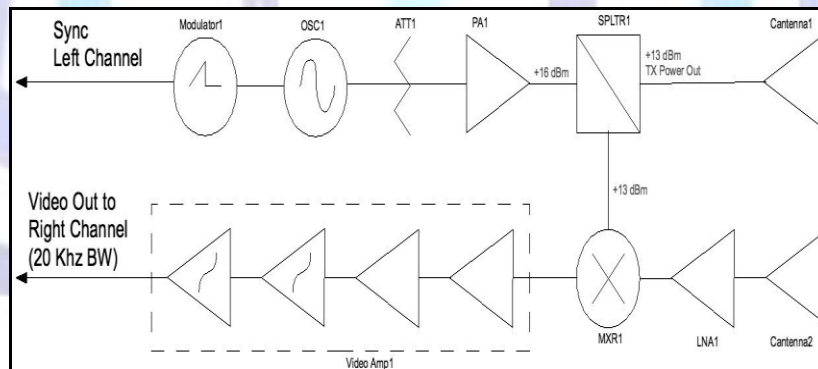 Modulator1
OSC1
ATT1
PA1
SPLTR1
Cantenna1
Sync
Left Channel
+16 dBm
+13 dBm
TX Power Out
+13 dBm
Video Out to
Right Channel
(20 Khz BW)
Video Amp1
MXR1
LNA1
Cantenna2